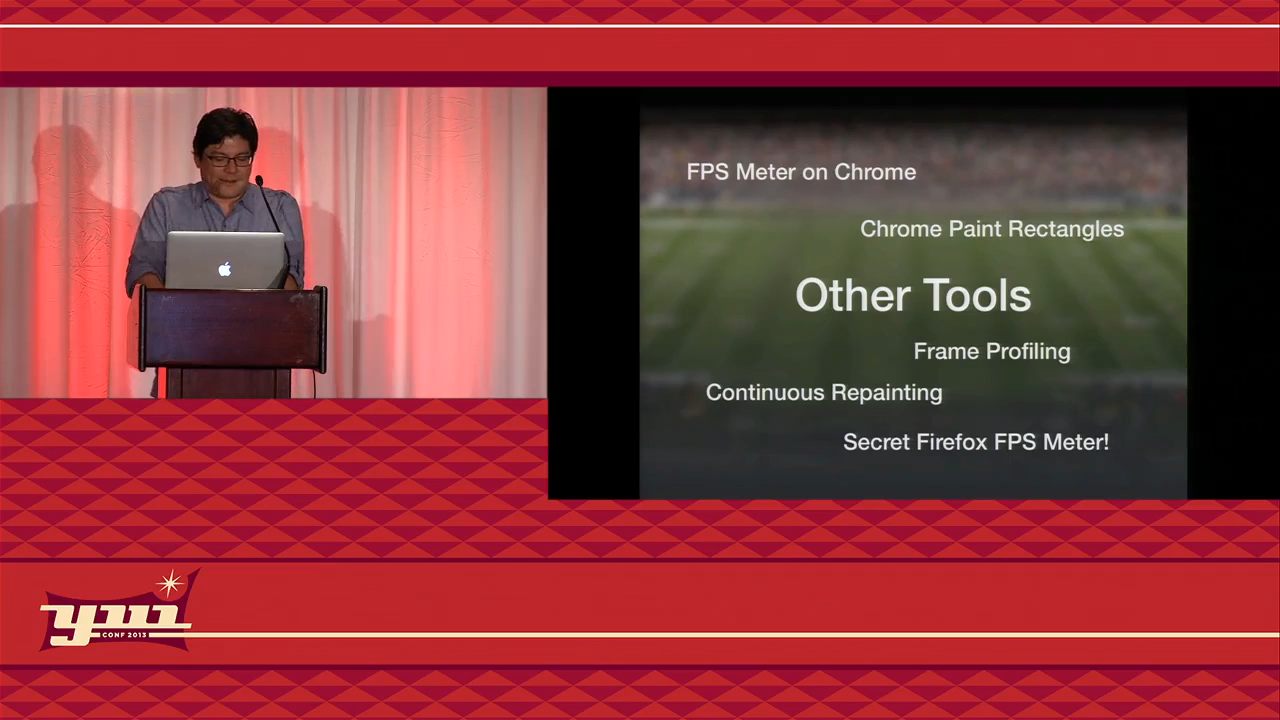 FPS Meter on Chrome
Chrome Paint Rectangles
Other Tools
Frame Profiling
Continuous Repainting
Secret Firefox FPS Meter!
yui
CONF 2013